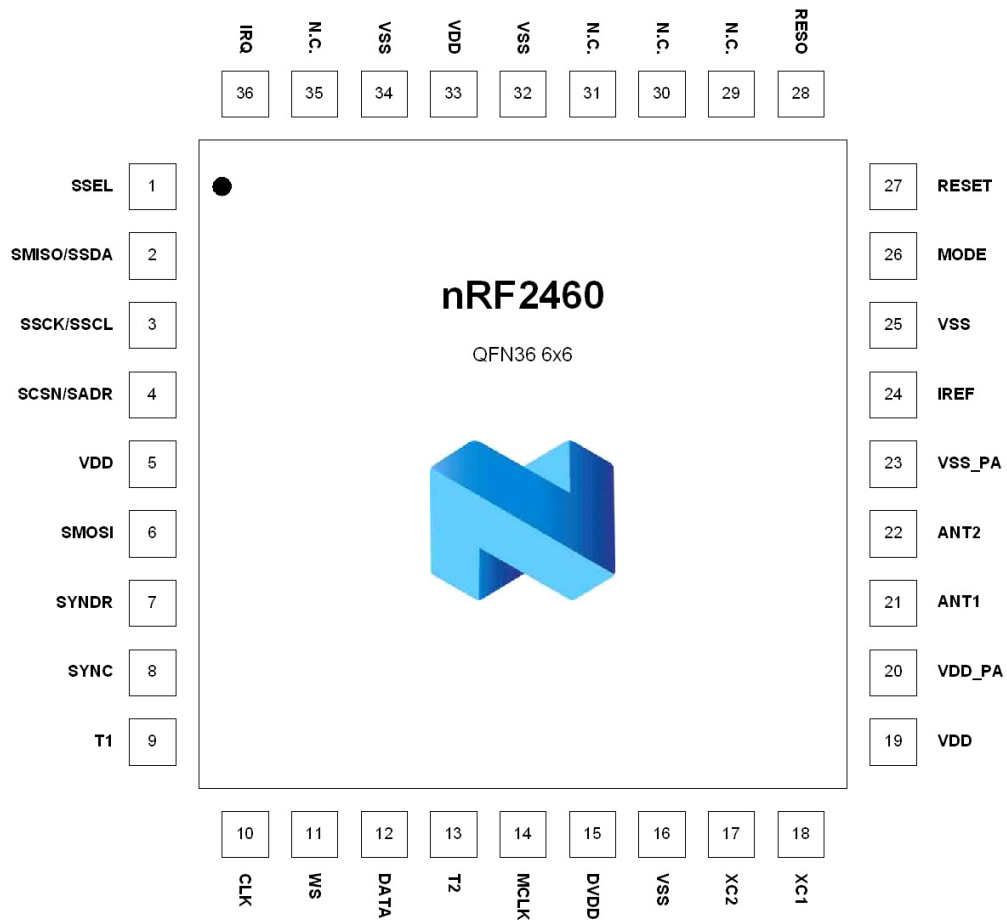 IRQ N.C. VSS VDD VSS N.C. N.C. N.C. RESO
36 35 34 33 32 31 30 29 28
SSEL 1 27 RESET
SMISO/SSDA 2 26 MODE
nRF2460
SSCK/SSCL 3 25 VSS
QFN36 6x6
SCSN/SADR 4 24 IREF
VDD 5 23 VSS_PA
SMOSI 6 22 ANT2
SYNDR 7 21 ANT1
SYNC 8 20 VDD_PA
T1 9 19 VDD
10 11 12 13 14 15 16 17 18
CLK WS DATA T2 MCLK DVDD VSS XC2 XC1